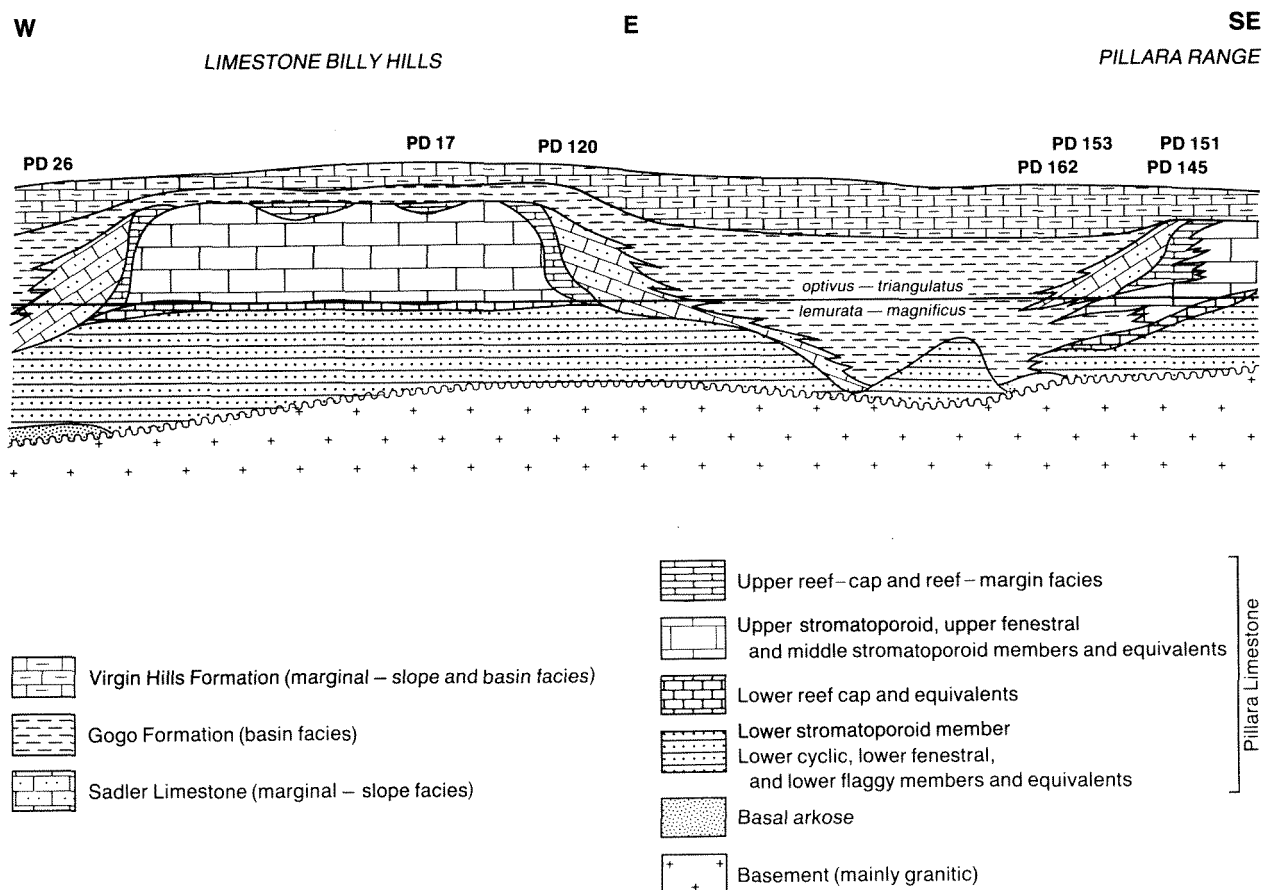 W
E
SE
LIMESTONE BILLY HILLS
PILLARA RANGE
PD 26
PD 17
PD 120
PD 153
PD 151
PD 162
PD 145
optivus — triangulatus
lemurata — magnificus
Virgin Hills Formation (marginal – slope and basin facies)
Gogo Formation (basin facies)
Sadler Limestone (marginal – slope facies)
Upper reef–cap and reef–margin facies
Upper stromatoporoid, upper fenestral
and middle stromatoporoid members and equivalents
Lower reef cap and equivalents
Lower stromatoporoid member
Lower cyclic, lower fenestral,
and lower flaggy members and equivalents
Pillara Limestone
Basal arkose
Basement (mainly granitic)